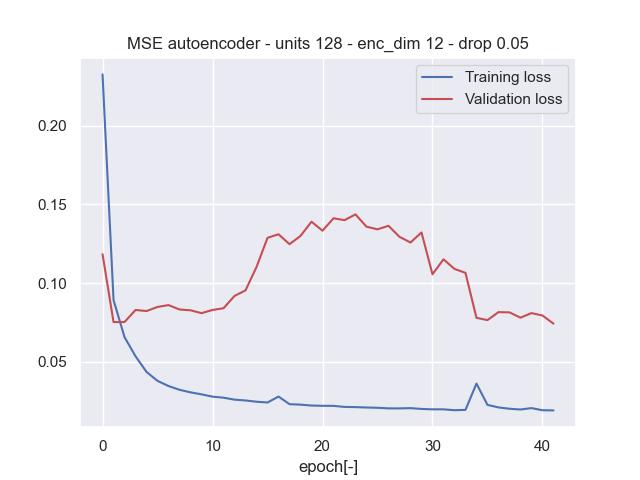 MSE autoencoder - units 128 - enc_dim 12 - drop 0.05
Training loss
Validation loss
0.20
0.15
0.10
0.05
0 10 20 30 40
epoch[-]